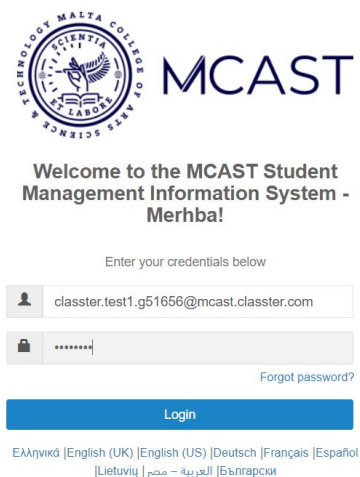 MALTA COLLEGE OF ARTS SCIENCE & TECHNOLOGY
SCIENTIA
ET LABORE
MCAST
Welcome to the MCAST Student
Management Information System -
Merhba!
Enter your credentials below
classter.test1.g51656@mcast.classter.com
••••••••
Forgot password?
Login
Ελληνικά |English (UK) |English (US) |Deutsch |Français |Español
|Lietuvių |العربية – مصر |Български